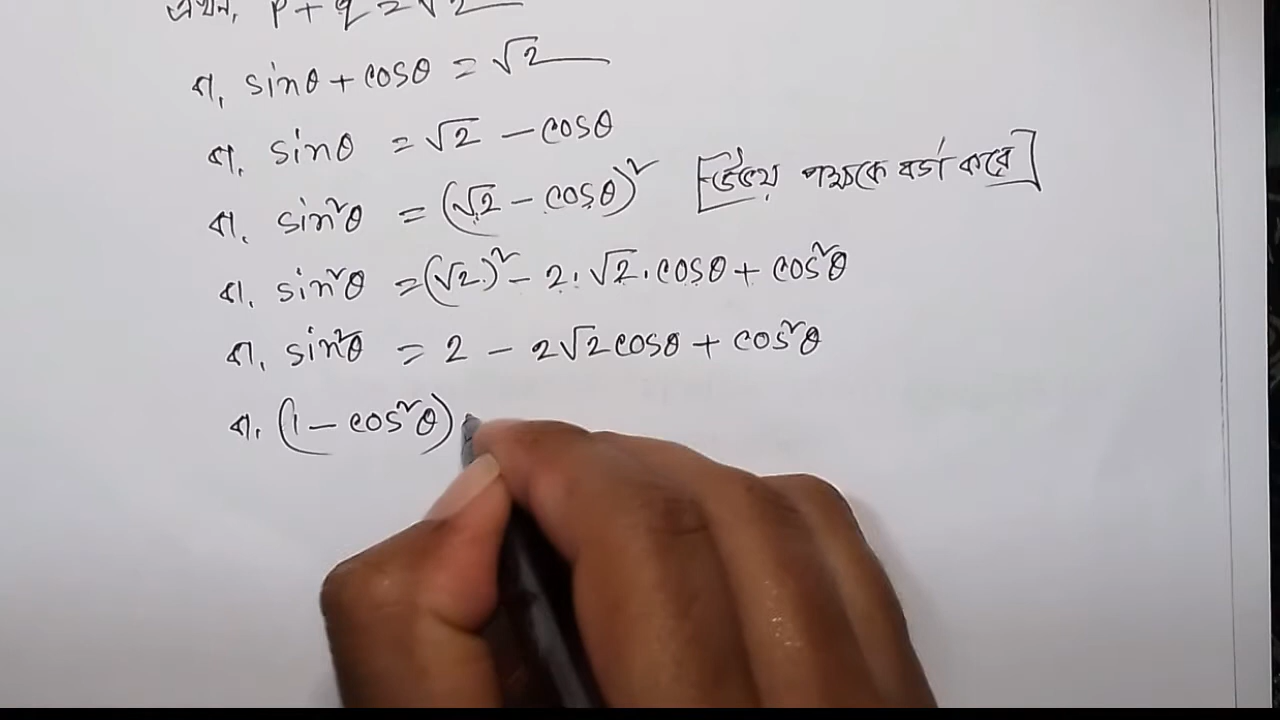 এখন, p + q = √2
বা, sinθ + cosθ = √2
বা, sinθ = √2 - cosθ
বা, sin²θ = (√2 - cosθ)² [উভয় পক্ষকে বর্গ করে]
বা, sin²θ = (√2)² - 2.√2.cosθ + cos²θ
বা, sin²θ = 2 - 2√2cosθ + cos²θ
বা, (1 - cos²θ)